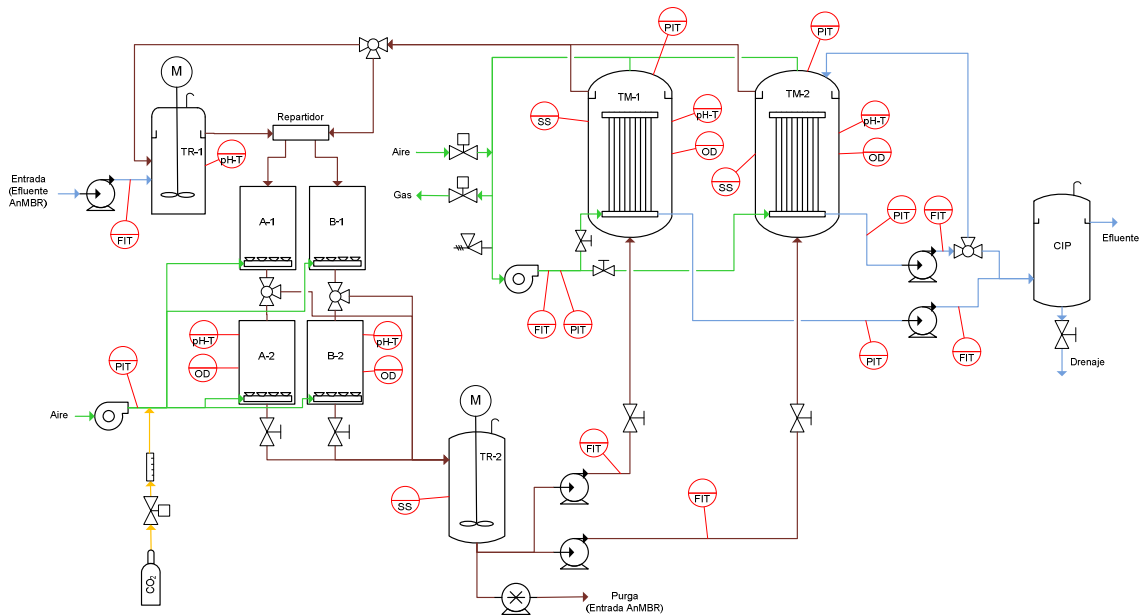 PIT
PIT
M
TM-1
TM-2
Repartidor
SS
pH-T
pH-T
TR-1
pH-T
Aire
OD
OD
Entrada
(Efluente
AnMBR)
Gas
SS
FIT
A-1
B-1
PIT
FIT
CIP
Efluente
FIT
PIT
PIT
FIT
Drenaje
pH-T
pH-T
PIT
A-2
B-2
OD
OD
Aire
M
TR-2
FIT
SS
FIT
CO2
Purga
(Entrada AnMBR)